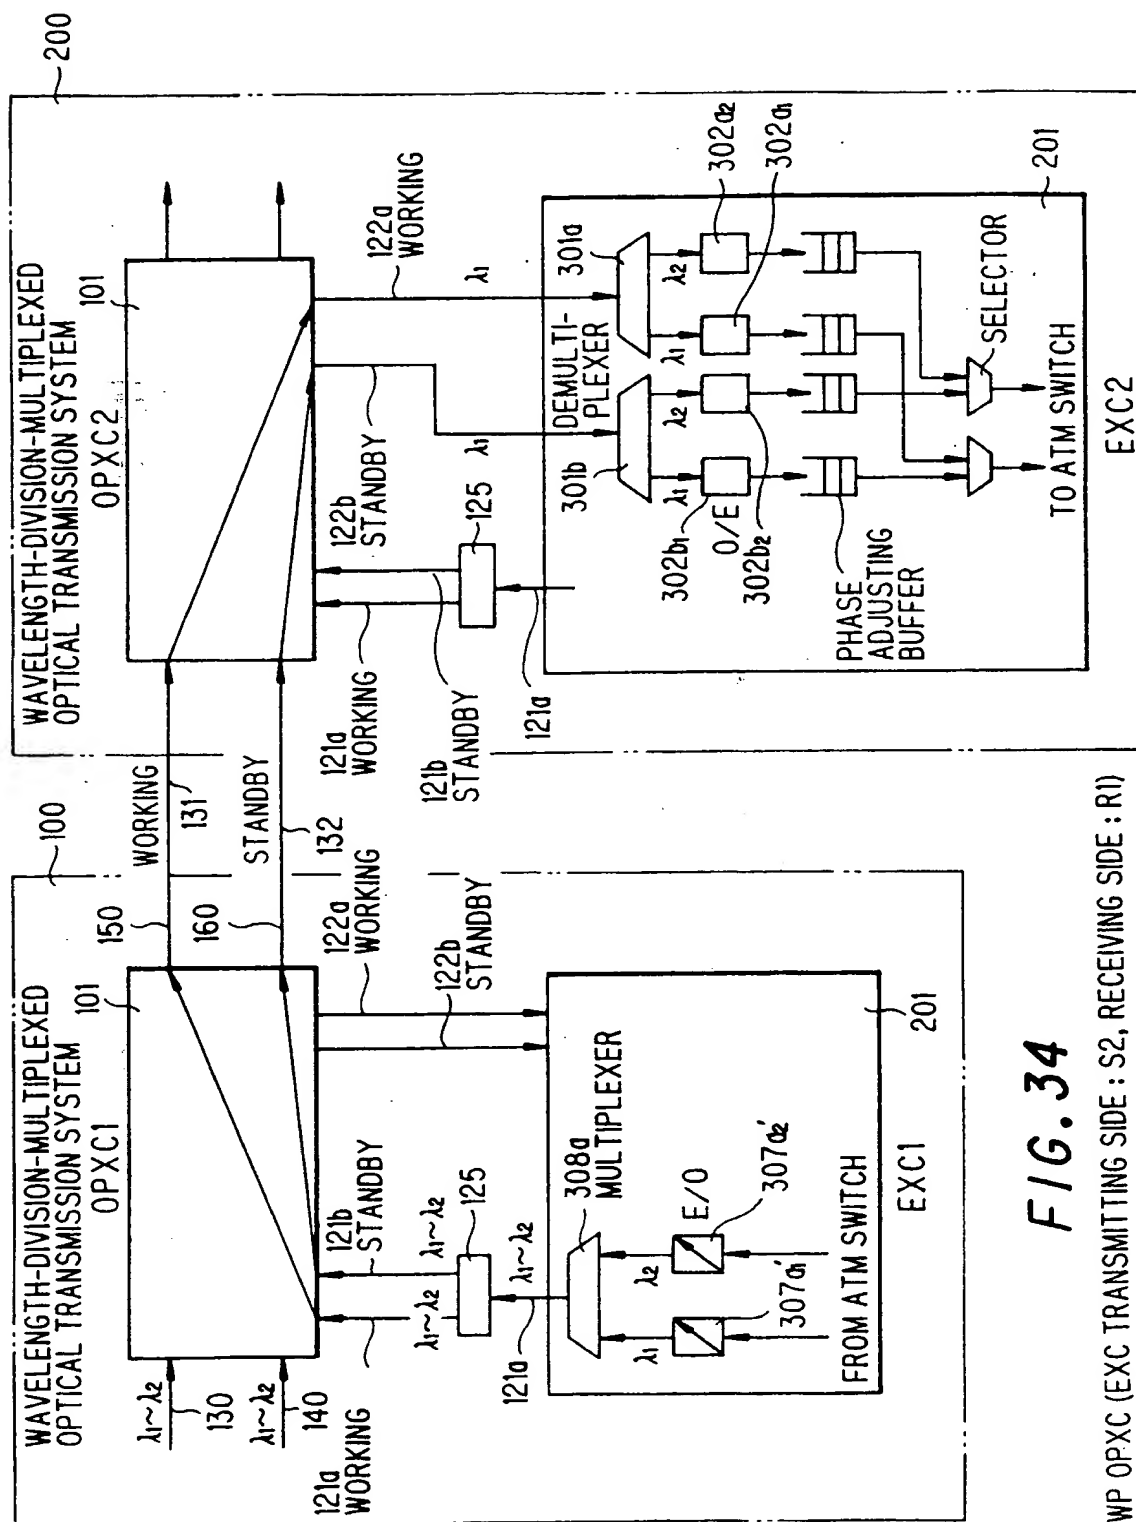 100
WAVELENGTH-DIVISION-MULTIPLEXED
OPTICAL TRANSMISSION SYSTEM
OPXC1
101
λ1~λ2
130
λ1~λ2
140
150
WORKING
131
160
STANDBY
132
121a
WORKING
121b
STANDBY
λ1~λ2
λ1~λ2
125
122a
WORKING
122b
STANDBY
121a
λ1~λ2
308a
MULTIPLEXER
λ1
λ2
E/O
307a1'
307a2'
FROM ATM SWITCH
201
EXC1
200
WAVELENGTH-DIVISION-MULTIPLEXED
OPTICAL TRANSMISSION SYSTEM
OPXC2
101
121a
WORKING
121b
STANDBY
125
121a
122b
STANDBY
122a
WORKING
λ1
λ1
DEMULTI-
PLEXER
301b
301a
λ1
λ2
λ1
λ2
302b1
O/E
302b2
302a2
302a1
PHASE
ADJUSTING
BUFFER
SELECTOR
TO ATM SWITCH
201
EXC2
FIG. 34
WP OPXC (EXC TRANSMITTING SIDE : S2, RECEIVING SIDE : R1)